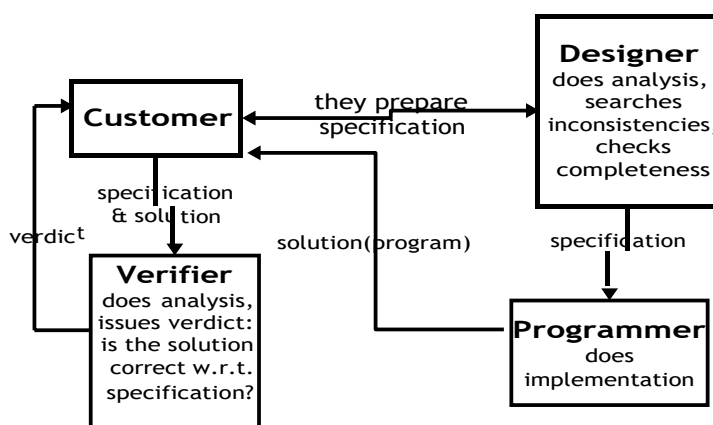 Customer
they prepare
specification
Designer
does analysis,
searches
inconsistencies,
checks
completeness
specification
& solution
verdict
solution(program)
specification
Verifier
does analysis,
issues verdict:
is the solution
correct w.r.t.
specification?
Programmer
does
implementation